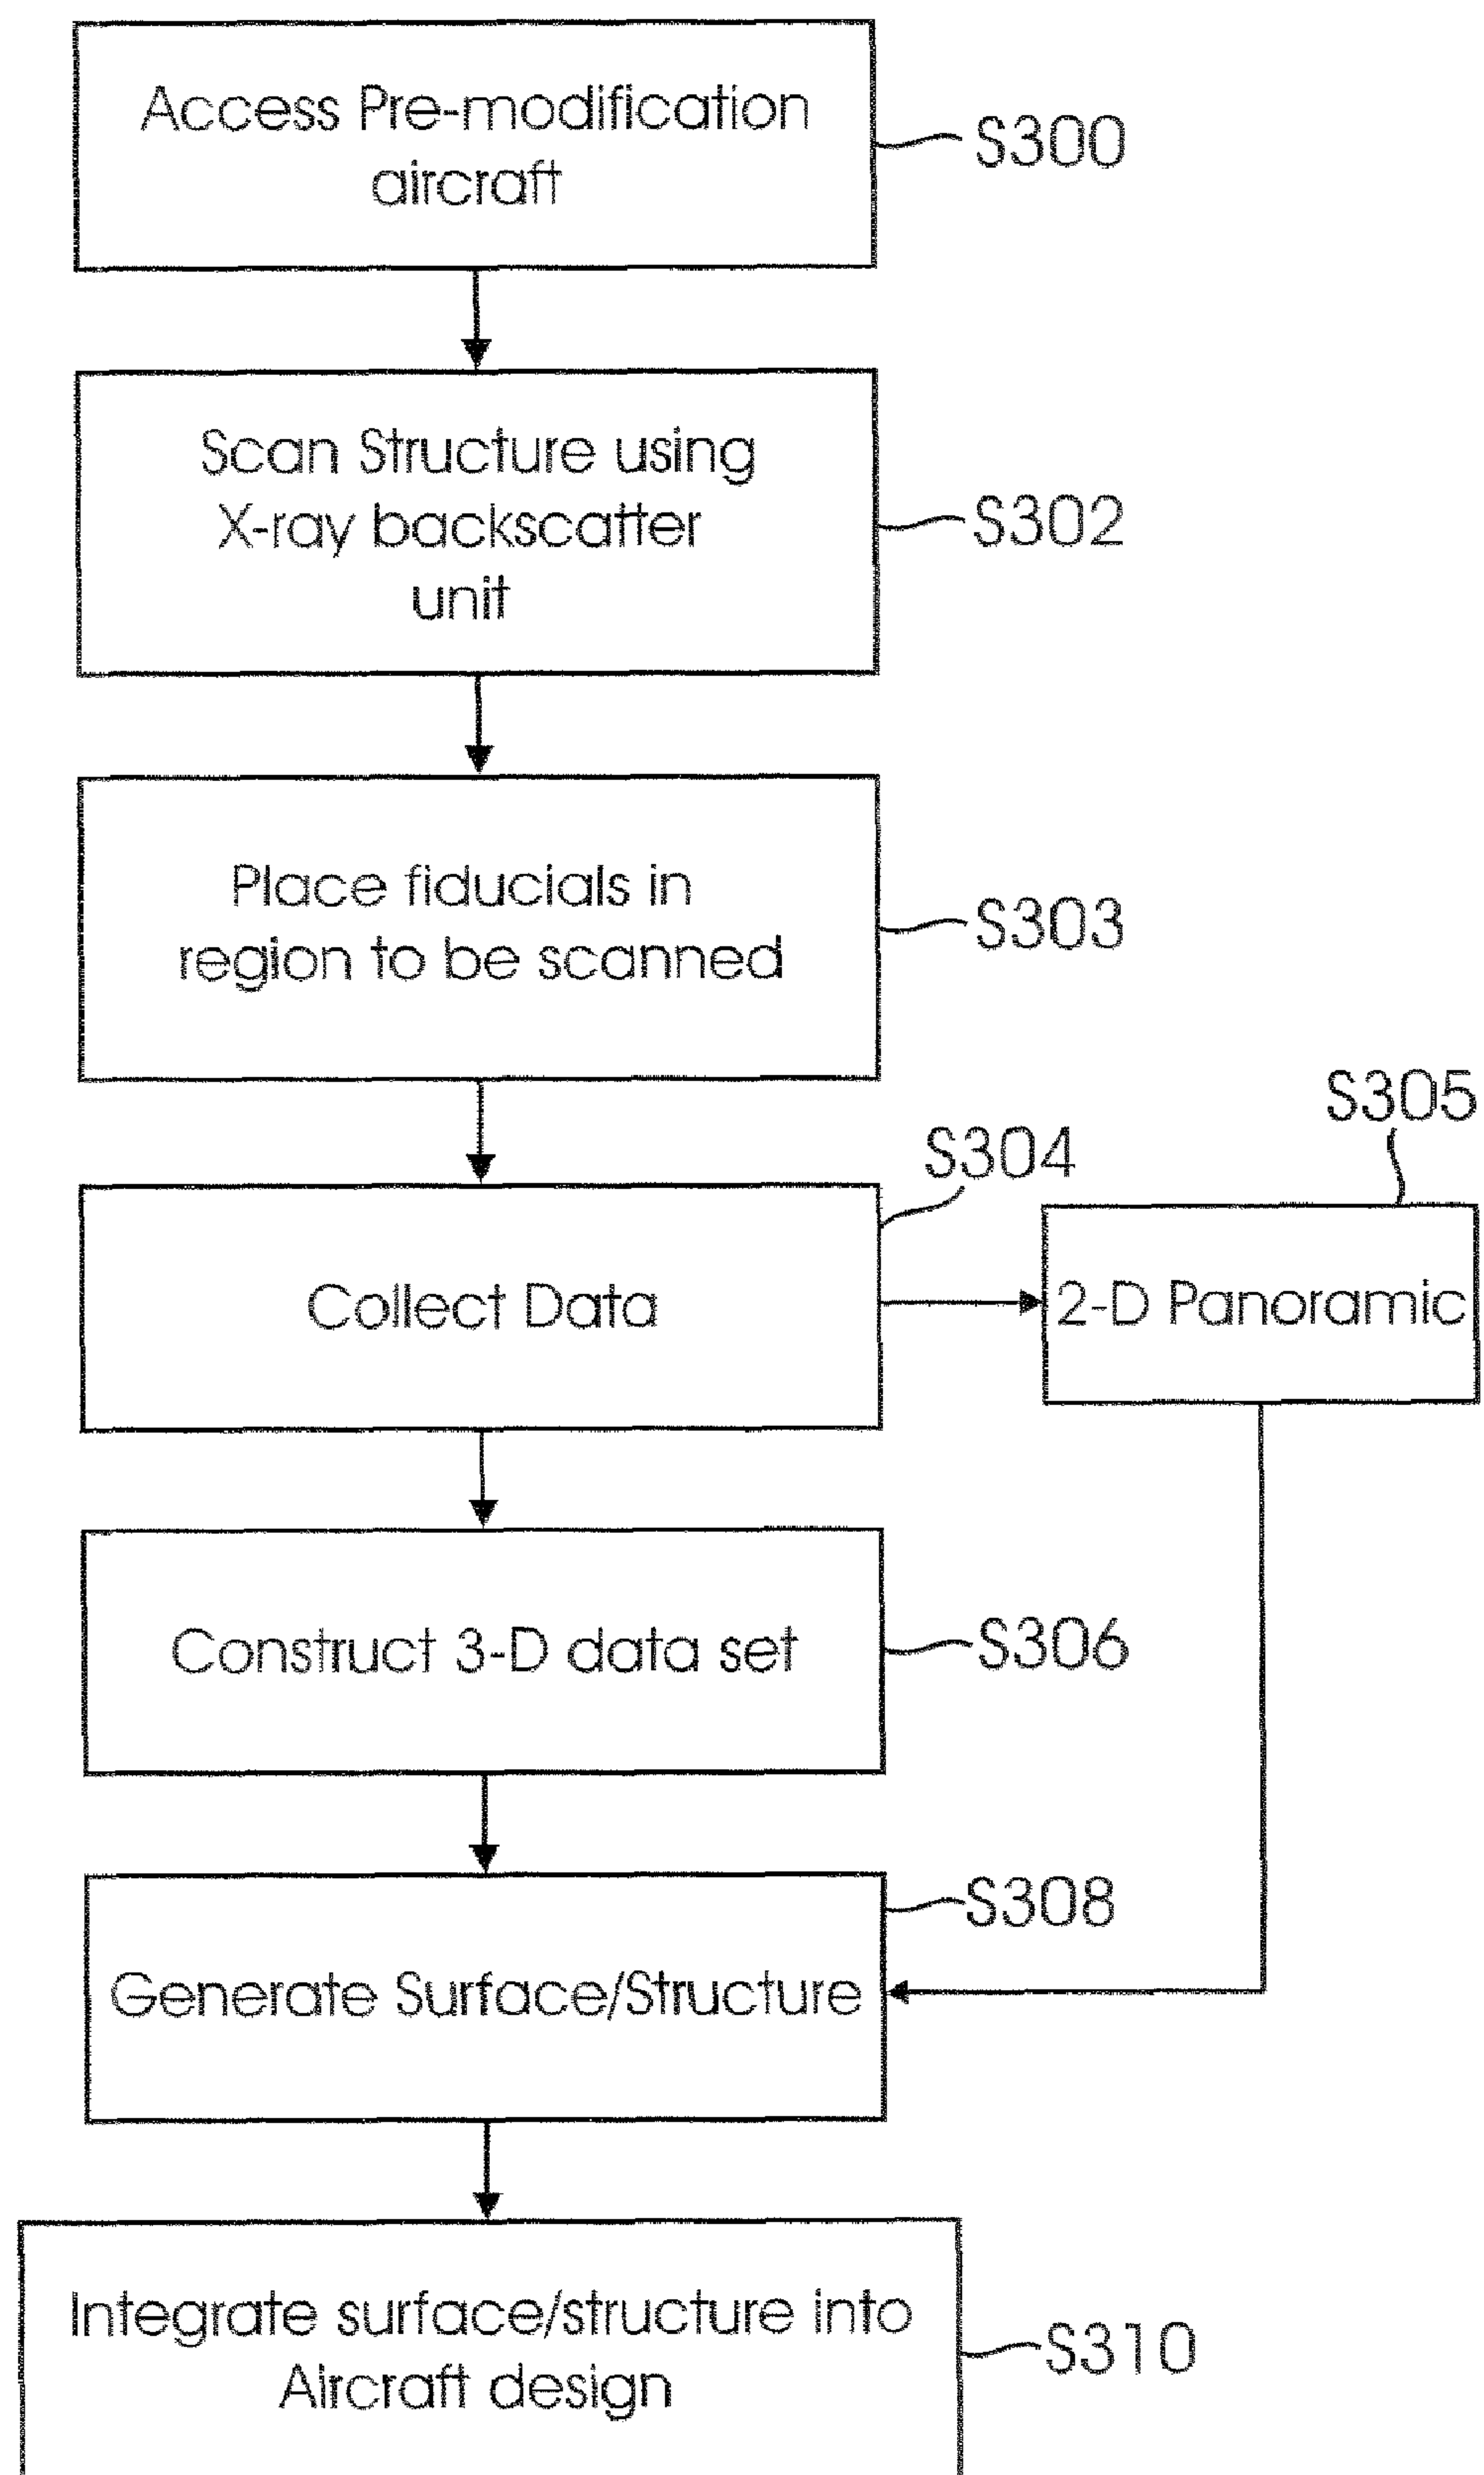 Access Pre-modification
aircraft
S300
Scan Structure using
X-ray backscatter
unit
S302
Place fiducials in
region to be scanned
S303
S305
S304
Collect Data
2-D Panoramic
Construct 3-D data set
S306
S308
Generate Surface/Structure
Integrate surface/structure into
Aircraft design
S310